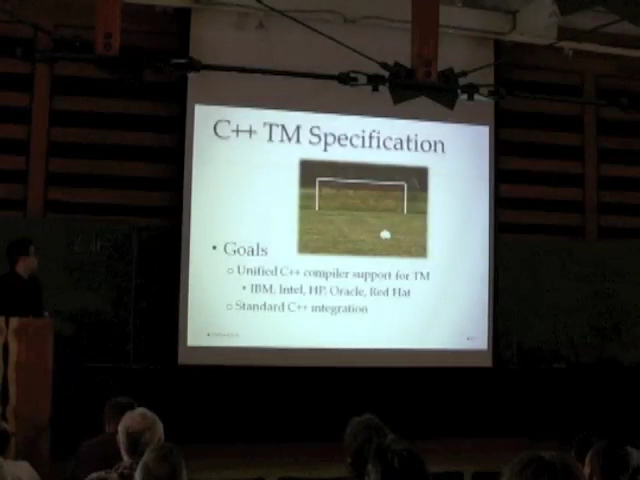 C++ TM Specification
• Goals
o Unified C++ compiler support for TM
• IBM, Intel, HP, Oracle, Red Hat
o Standard C++ integration